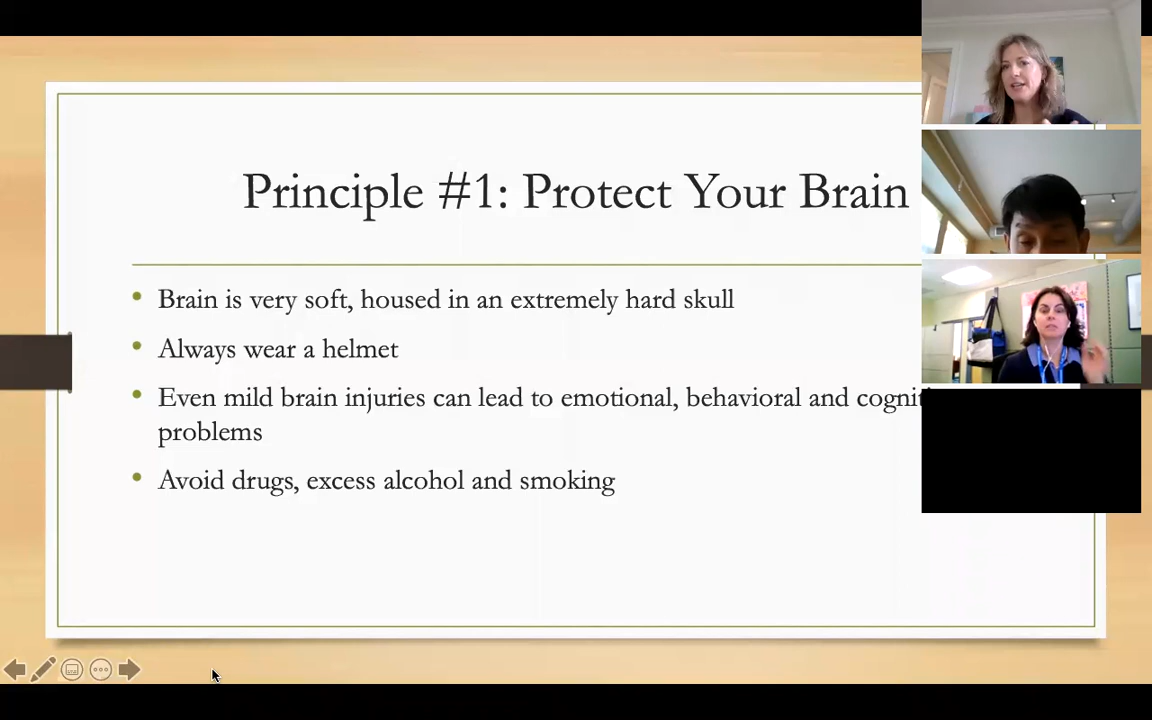 Principle #1: Protect Your Brain
Brain is very soft, housed in an extremely hard skull
Always wear a helmet
Even mild brain injuries can lead to emotional, behavioral and
problems
Avoid drugs, excess alcohol and smoking